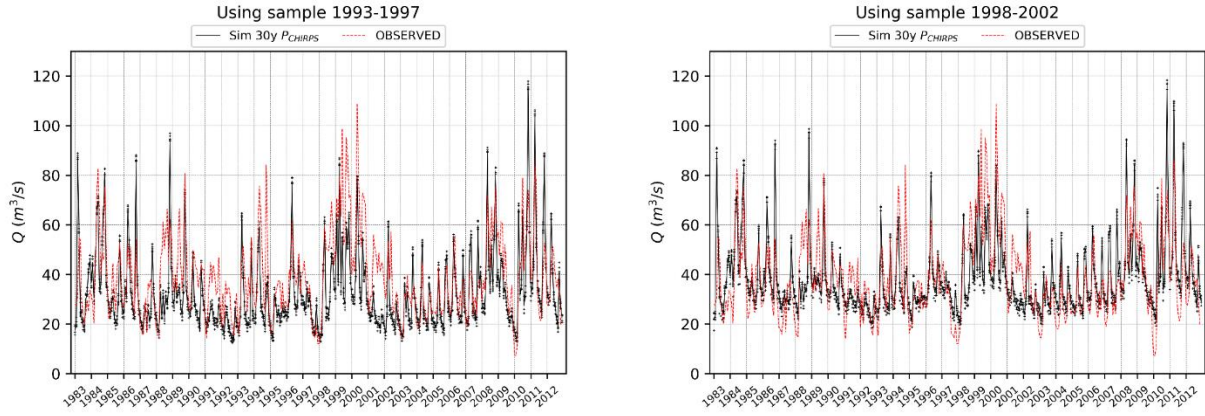 Using sample 1993-1997
Sim 30y P_CHIRPS OBSERVED
Q (m³/s)
120
100
80
60
40
20
0
1983 1984 1985 1986 1987 1988 1989 1990 1991 1992 1993 1994 1995 1996 1997 1998 1999 2000 2001 2002 2003 2004 2005 2006 2007 2008 2009 2010 2011 2012
Using sample 1998-2002
Sim 30y P_CHIRPS OBSERVED
Q (m³/s)
120
100
80
60
40
20
0
1983 1984 1985 1986 1987 1988 1989 1990 1991 1992 1993 1994 1995 1996 1997 1998 1999 2000 2001 2002 2003 2004 2005 2006 2007 2008 2009 2010 2011 2012